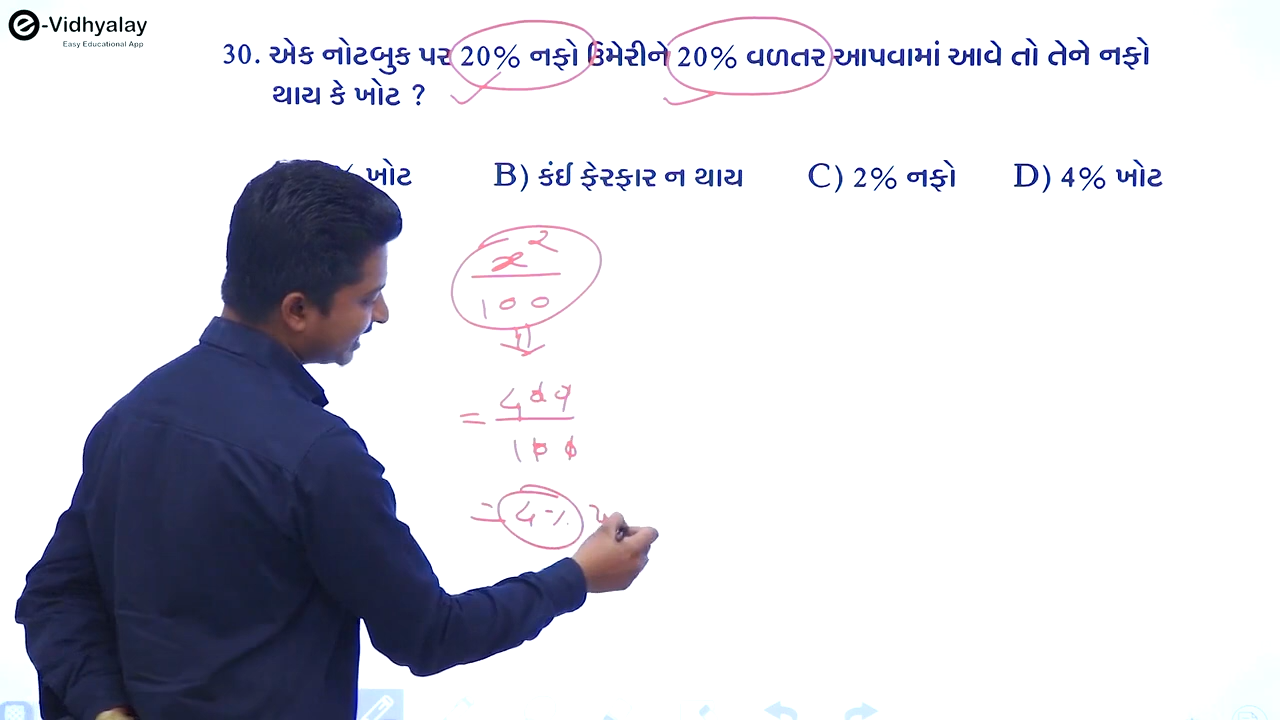 e-Vidhyalay
Easy Educational App
30. એક નોટબુક પર 20% નફો ઉમેરીને 20% વળતર આપવામાં આવે તો તેને નફો
થાય કે ખોટ ?
% ખોટ B) કંઈ ફેરફાર ન થાય C) 2% નફો D) 4% ખોટ
x²
100
= 400
100
= 4%